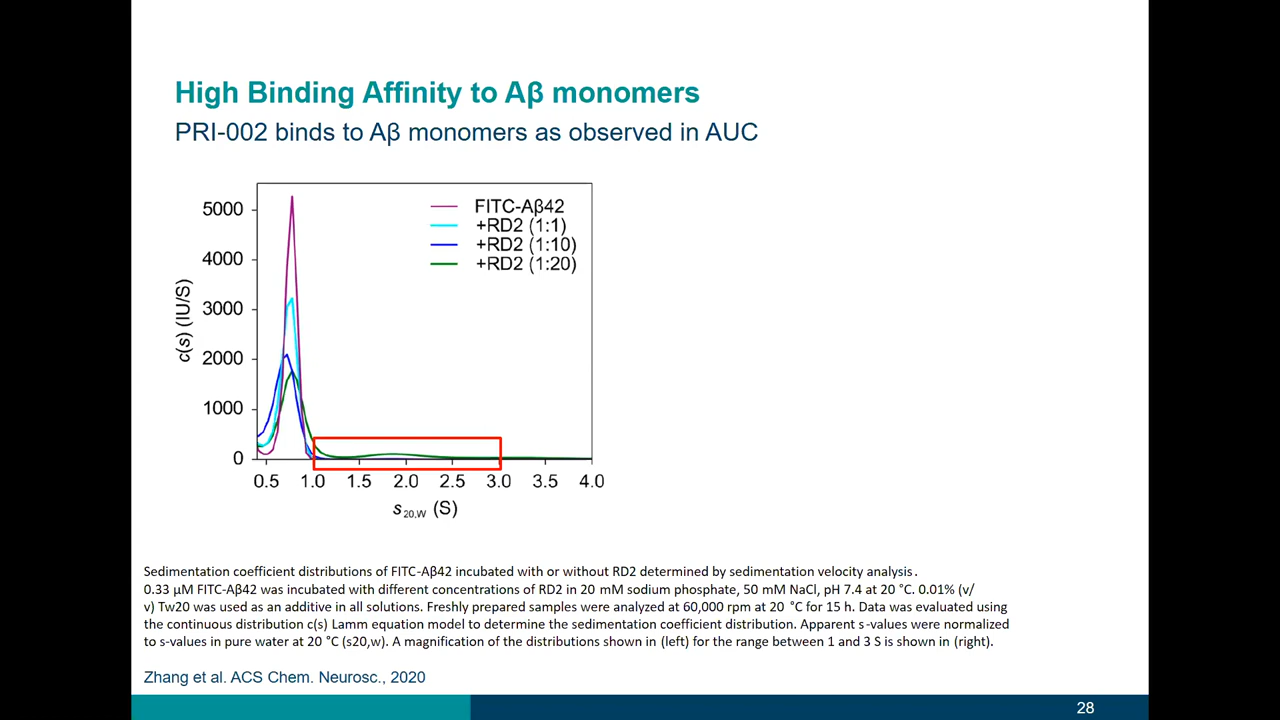 High Binding Affinity to Aβ monomers
PRI-002 binds to Aβ monomers as observed in AUC
FITC-Aβ42
+RD2 (1:1)
+RD2 (1:10)
+RD2 (1:20)
c(s) (IU/S)
5000
4000
3000
2000
1000
0
0.5 1.0 1.5 2.0 2.5 3.0 3.5 4.0
s20,W (S)
Sedimentation coefficient distributions of FITC-Aβ42 incubated with or without RD2 determined by sedimentation velocity analysis.
0.33 μM FITC-Aβ42 was incubated with different concentrations of RD2 in 20 mM sodium phosphate, 50 mM NaCl, pH 7.4 at 20 °C. 0.01% (v/
v) Tw20 was used as an additive in all solutions. Freshly prepared samples were analyzed at 60,000 rpm at 20 °C for 15 h. Data was evaluated using
the continuous distribution c(s) Lamm equation model to determine the sedimentation coefficient distribution. Apparent s-values were normalized
to s-values in pure water at 20 °C (s20,w). A magnification of the distributions shown in (left) for the range between 1 and 3 S is shown in (right).
Zhang et al. ACS Chem. Neurosc., 2020
28